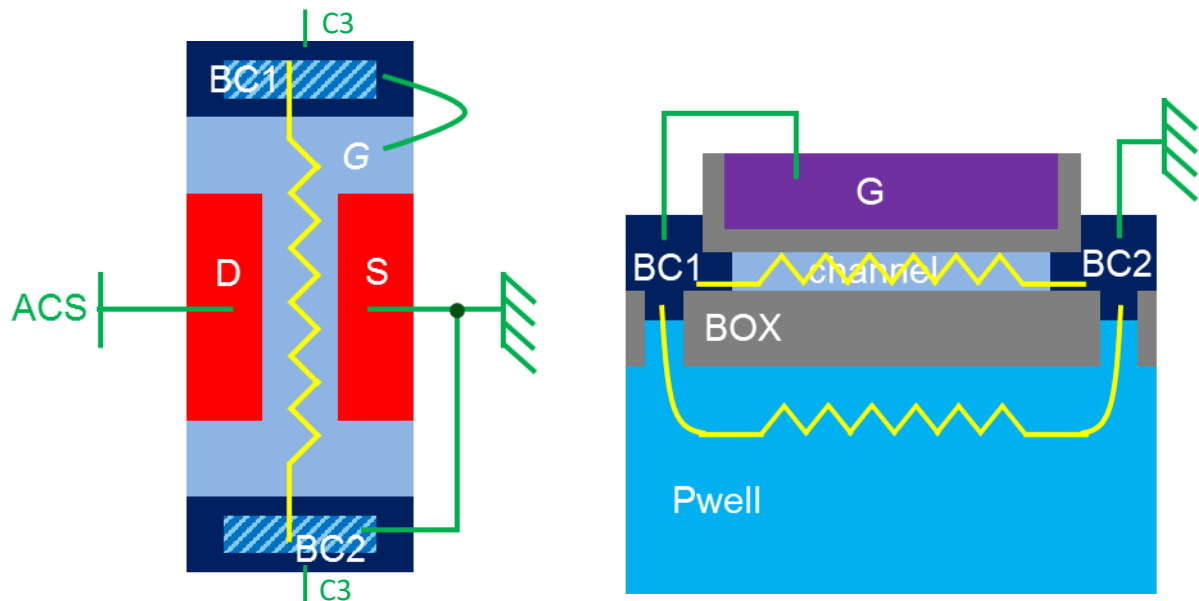 C3
BC1
G
D
S
ACS
BC2
C3
G
BC1
channel
BC2
BOX
Pwell